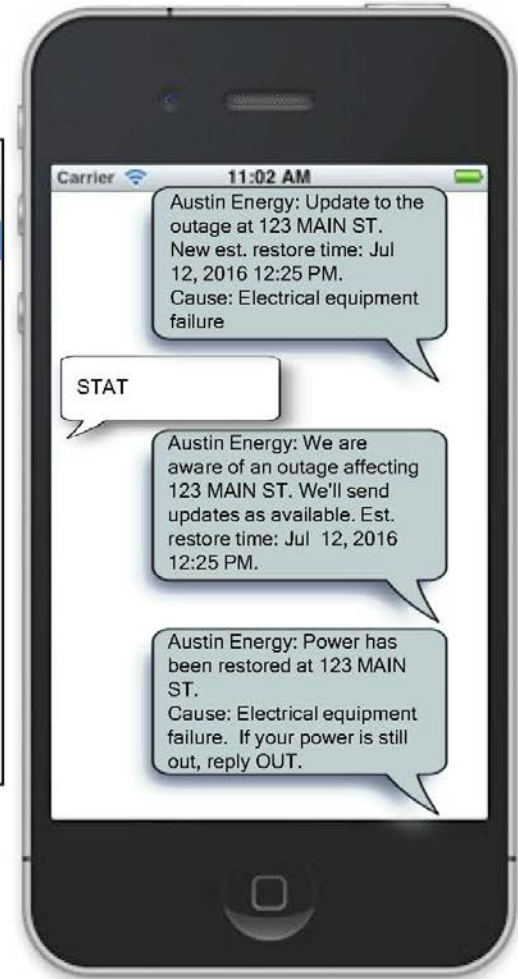 Carrier 11:02 AM
Austin Energy: Update to the
outage at 123 MAIN ST.
New est. restore time: Jul
12, 2016 12:25 PM.
Cause: Electrical equipment
failure
STAT
Austin Energy: We are
aware of an outage affecting
123 MAIN ST. We'll send
updates as available. Est.
restore time: Jul 12, 2016
12:25 PM.
Austin Energy: Power has
been restored at 123 MAIN
ST.
Cause: Electrical equipment
failure. If your power is still
out, reply OUT.